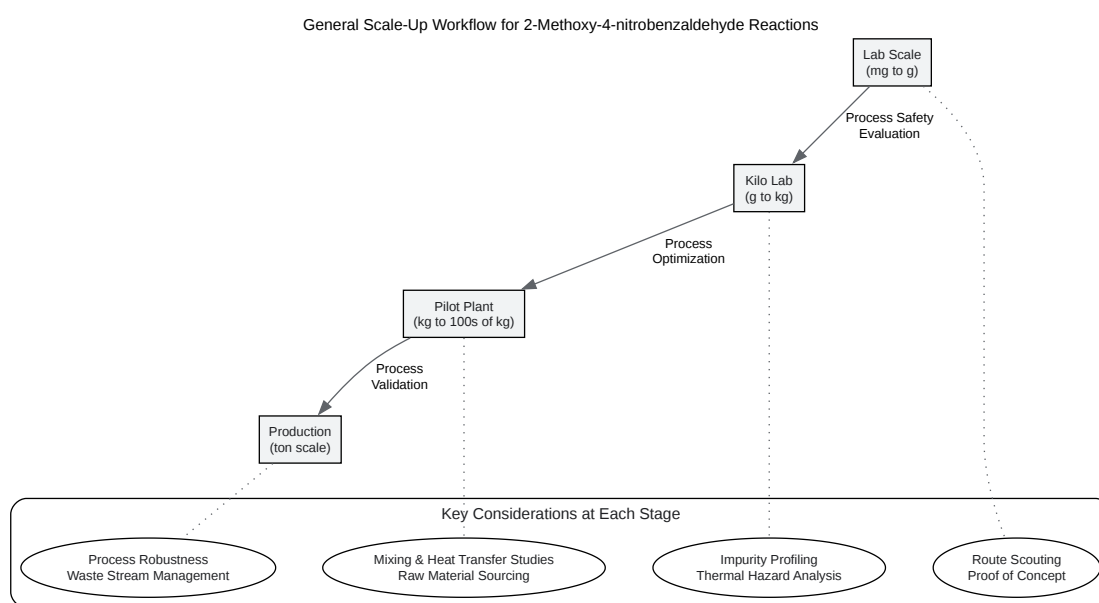 General Scale-Up Workflow for 2-Methoxy-4-nitrobenzaldehyde Reactions
Lab Scale
(mg to g)
Process Safety
Evaluation
Kilo Lab
(g to kg)
Process
Optimization
Pilot Plant
(kg to 100s of kg)
Process
Validation
Production
(ton scale)
Key Considerations at Each Stage
Process Robustness
Waste Stream Management
Mixing & Heat Transfer Studies
Raw Material Sourcing
Impurity Profiling
Thermal Hazard Analysis
Route Scouting
Proof of Concept